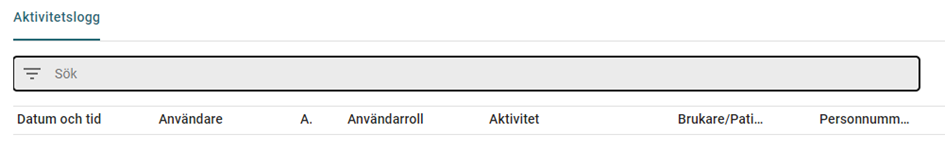 Aktivitetslogg
Sök
Datum och tid Användare A. Användarroll Aktivitet Brukare/Pati... Personnumm...